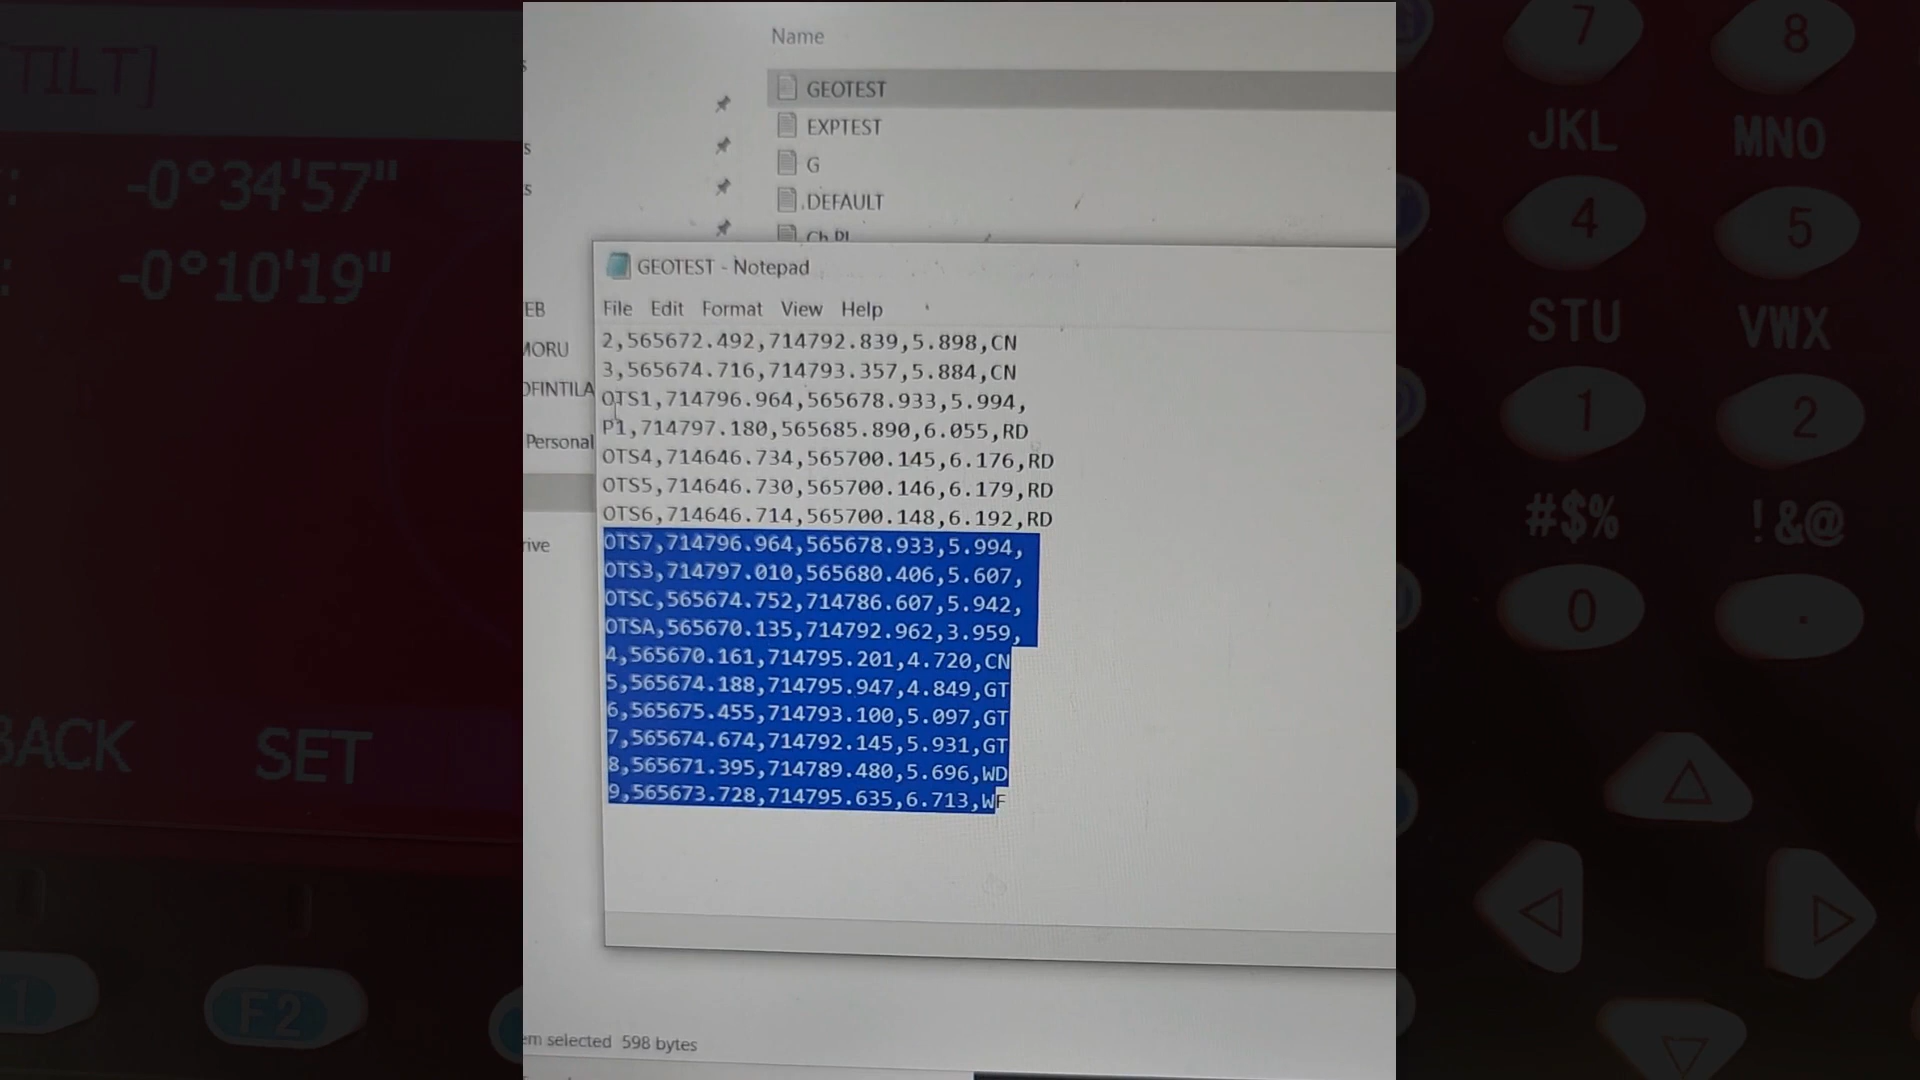 TILT]
-0°34'57"
-0°10'19"
BACK SET
F2
Name
GEOTEST
EXPTEST
G
DEFAULT
Ch PL
GEOTEST - Notepad
File Edit Format View Help
2,565672.492,714792.839,5.898,CN
3,565674.716,714793.357,5.884,CN
OTS1,714796.964,565678.933,5.994,
P1,714797.180,565685.890,6.055,RD
OTS4,714646.734,565700.145,6.176,RD
OTS5,714646.730,565700.146,6.179,RD
OTS6,714646.714,565700.148,6.192,RD
OTS7,714796.964,565678.933,5.994,
OTS3,714797.010,565680.406,5.607,
OTSC,565674.752,714786.607,5.942,
OTSA,565670.135,714792.962,3.959,
4,565670.161,714795.201,4.720,CN
5,565674.188,714795.947,4.849,GT
6,565675.455,714793.100,5.097,GT
7,565674.674,714792.145,5.931,GT
8,565671.395,714789.480,5.696,WD
9,565673.728,714795.635,6.713,WF
EB
MORU
OFINTILA
Personal
rive
em selected 598 bytes
7 8
JKL MNO
4 5
STU VWX
1 2
#$% !&@
0 .